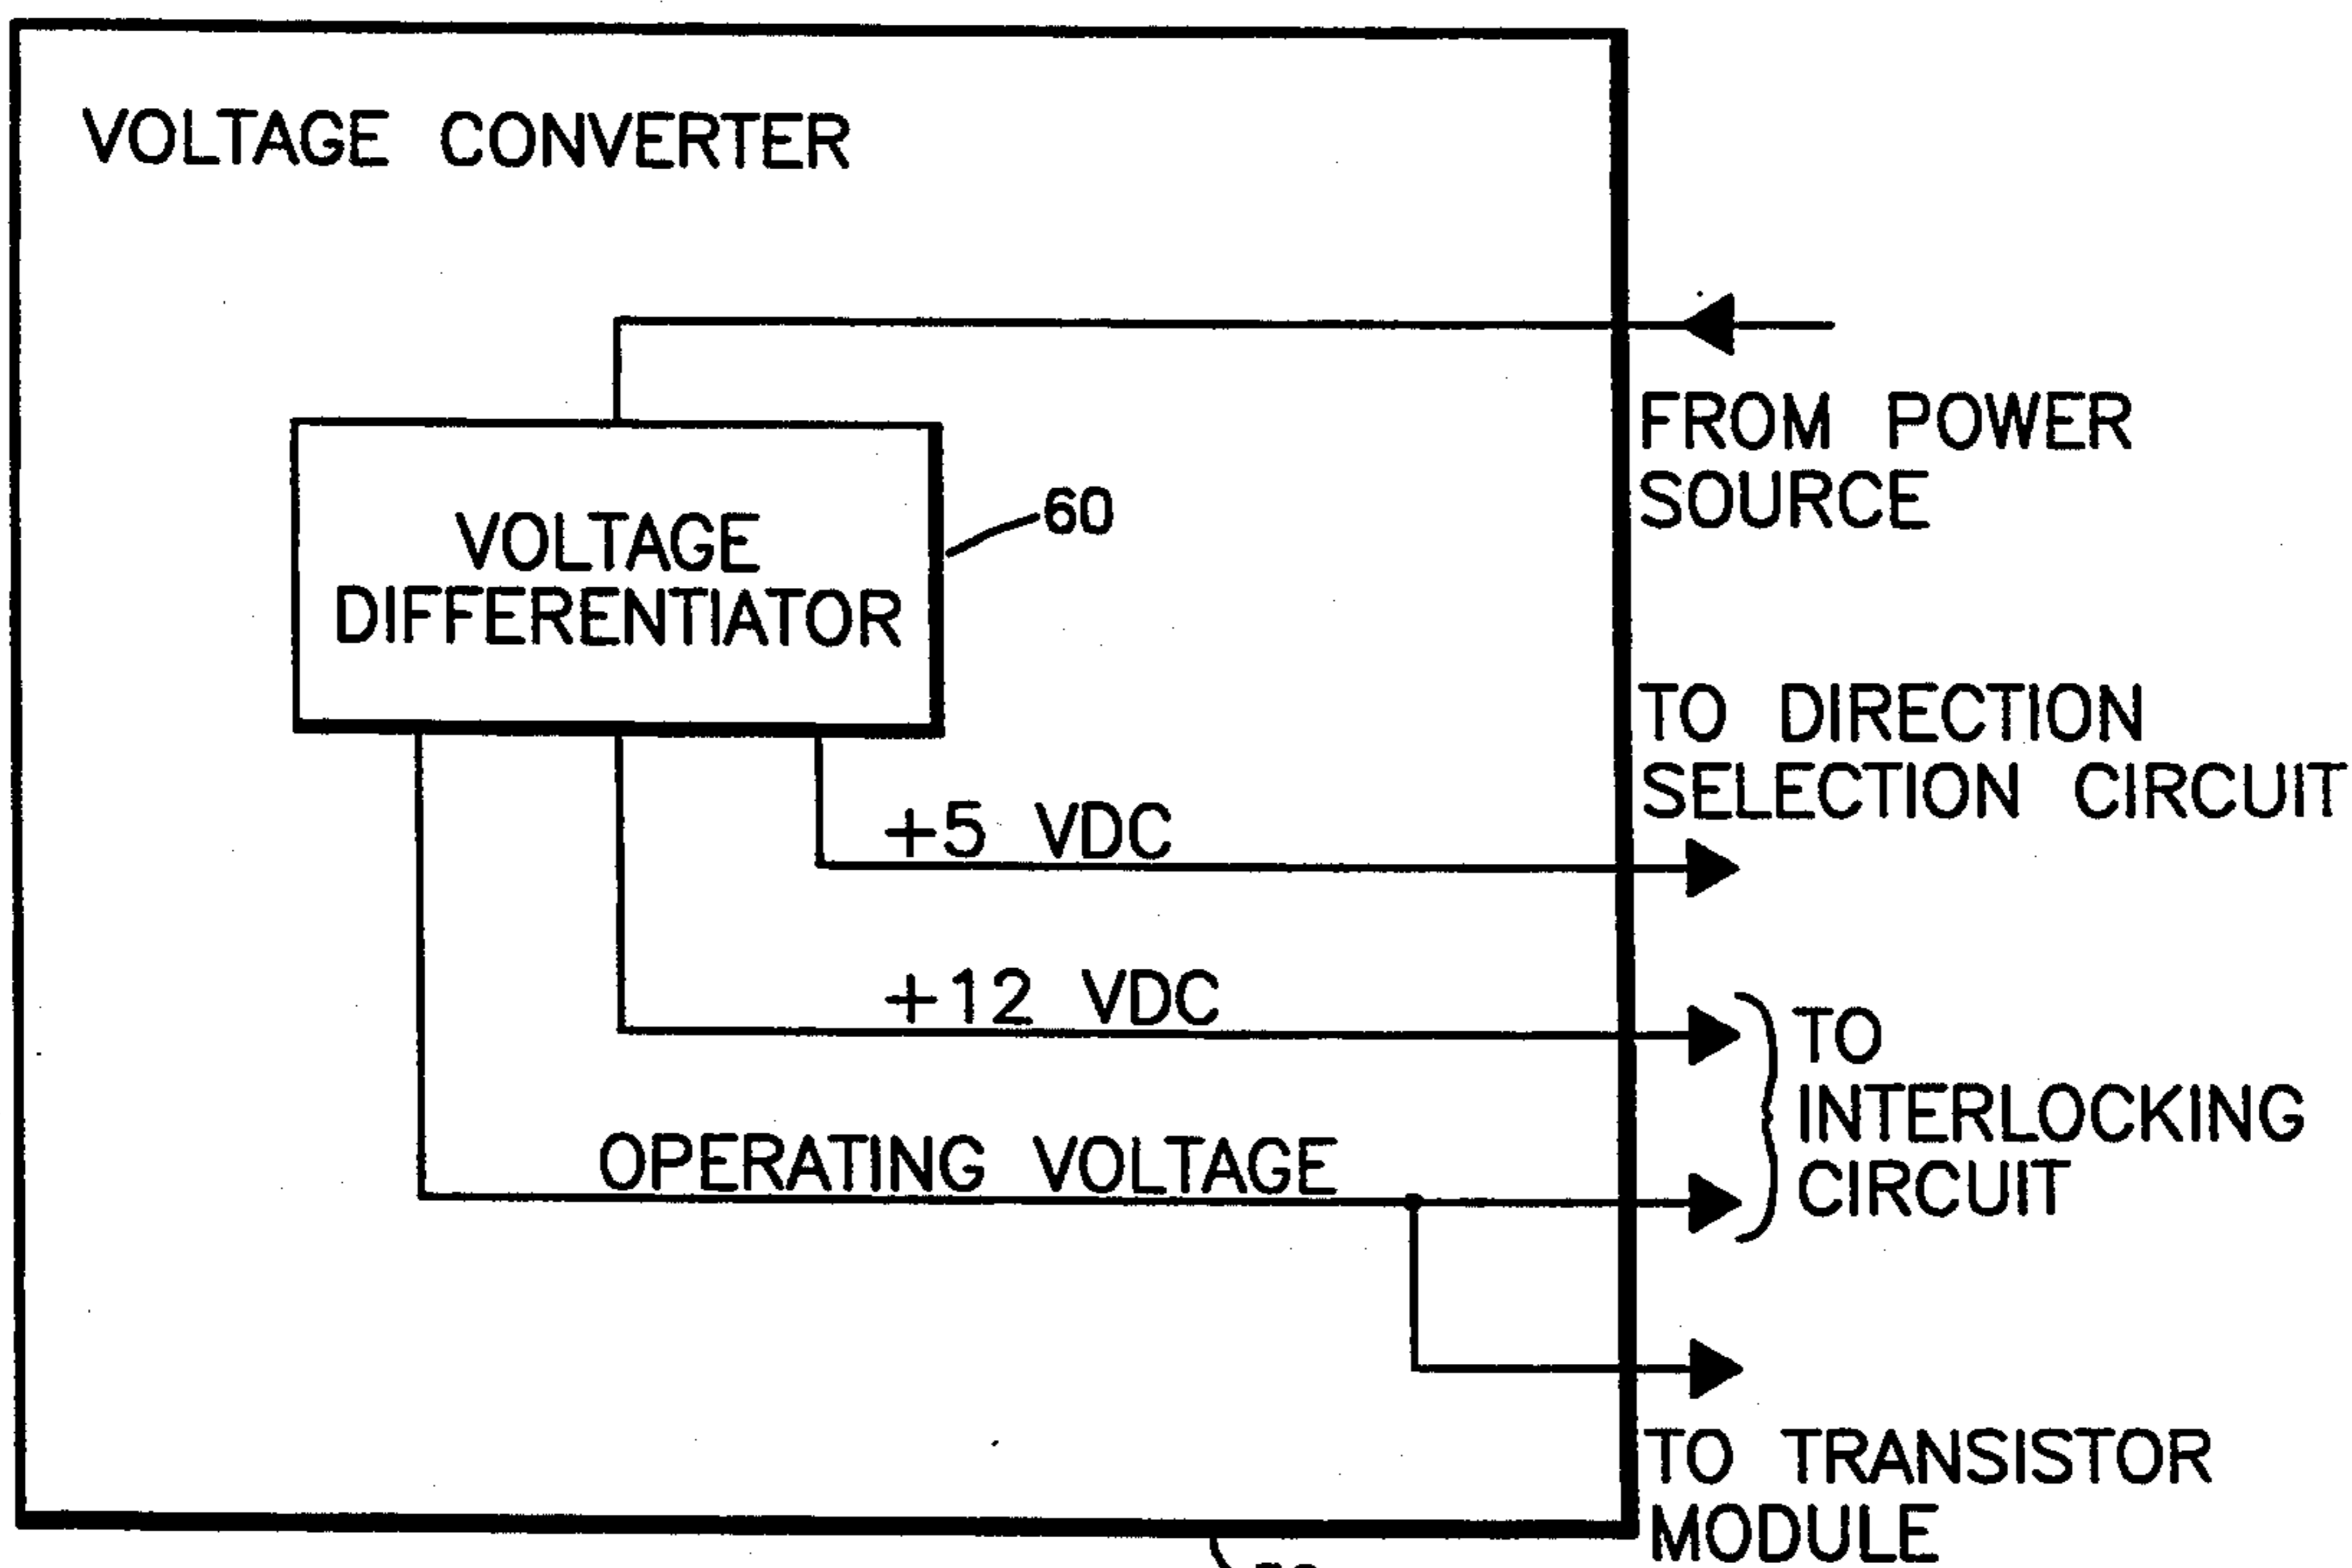 VOLTAGE CONVERTER
FROM POWER
SOURCE
VOLTAGE
DIFFERENTIATOR
60
TO DIRECTION
SELECTION CIRCUIT
+5 VDC
+12 VDC
TO
INTERLOCKING
CIRCUIT
OPERATING VOLTAGE
TO TRANSISTOR
MODULE